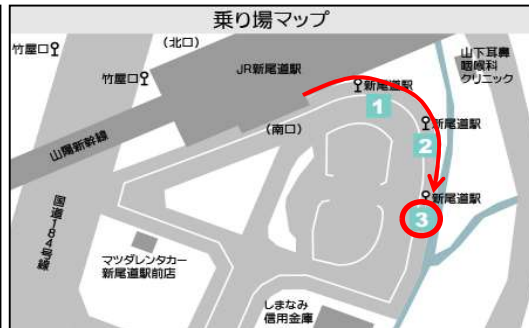 乗り場マップ
竹屋口
(北口)
JR新尾道駅
山下耳鼻
咽喉科
クリニック
竹屋口
新尾道駅
1
新尾道駅
2
(南口)
山陽新幹線
新尾道駅
3
国道184号線
マツダレンタカー
新尾道駅前店
しまなみ
信用金庫